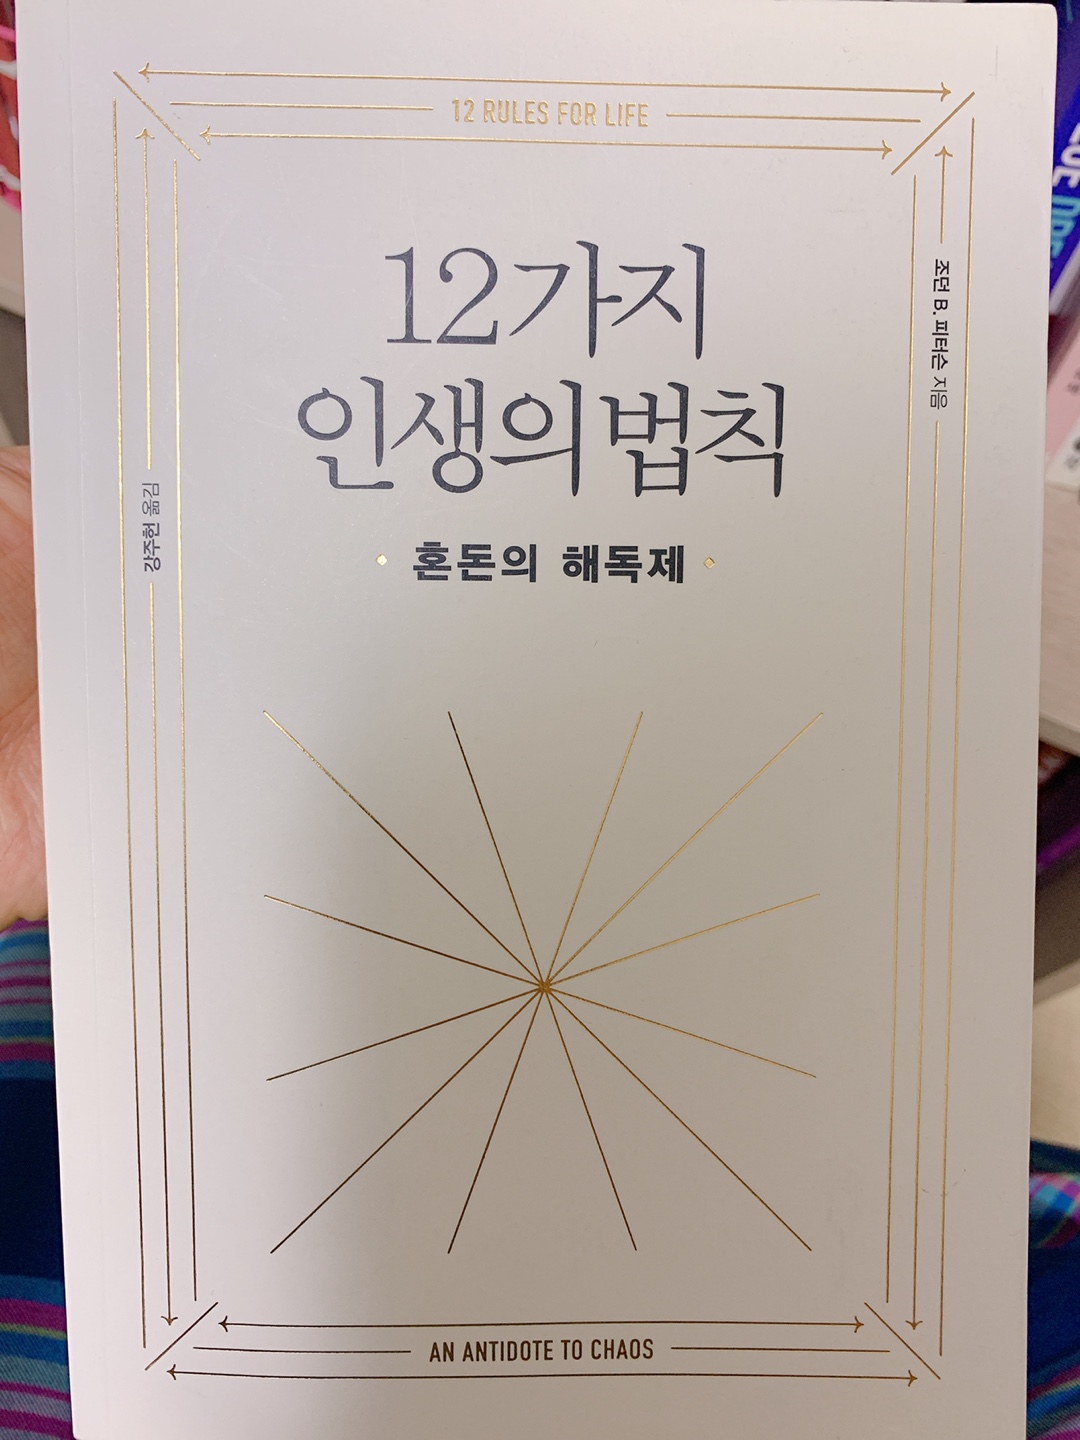 12 RULES FOR LIFE
12가지
인생의 법칙
혼돈의 해독제
조던 B. 피터슨 지음
강주헌 옮김
AN ANTIDOTE TO CHAOS